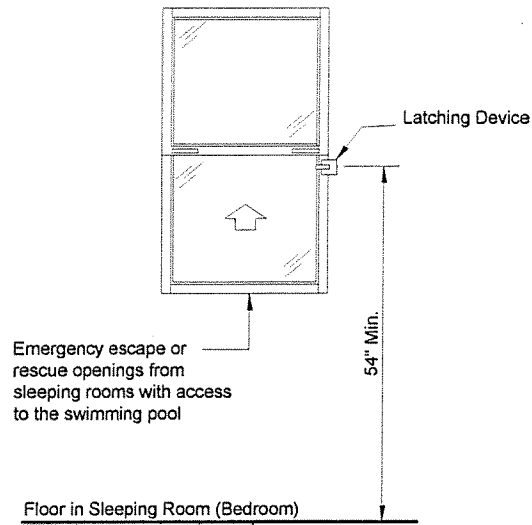 Latching Device
54" Min.
Emergency escape or
rescue openings from
sleeping rooms with access
to the swimming pool
Floor in Sleeping Room (Bedroom)